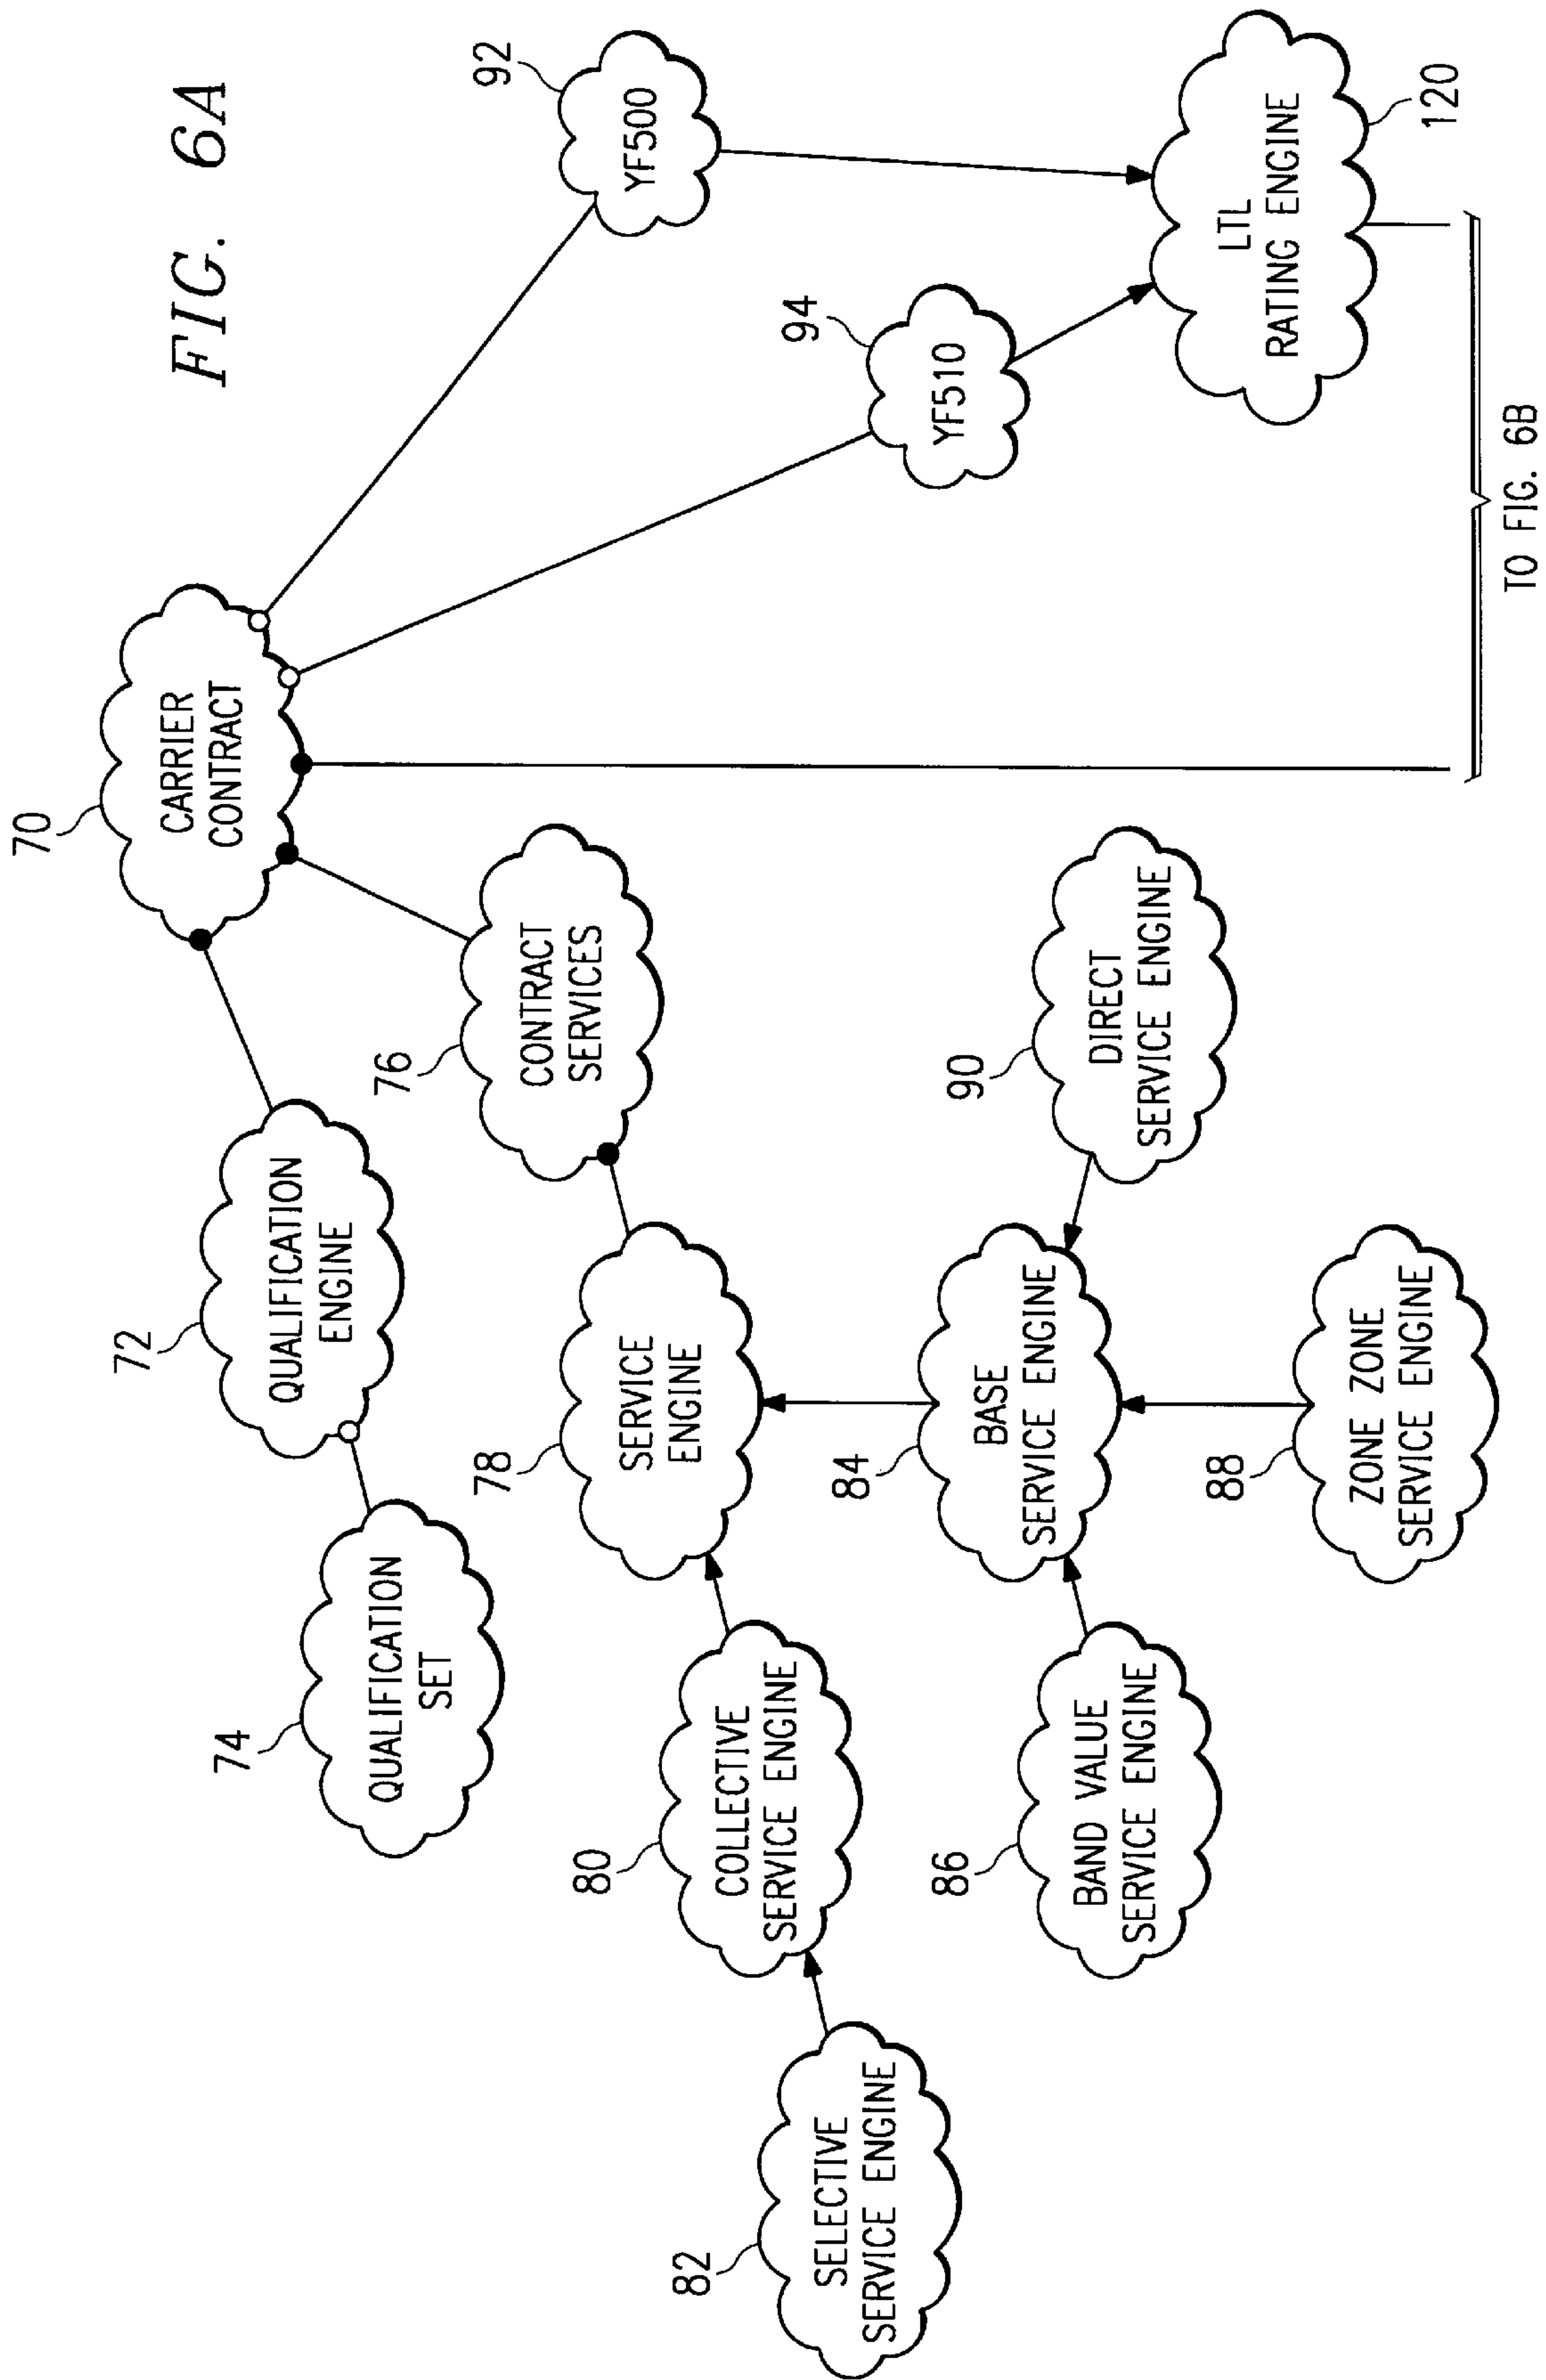 FIG. 6A
70
CARRIER
CONTRACT
72
QUALIFICATION
ENGINE
74
QUALIFICATION
SET
76
CONTRACT
SERVICES
78
SERVICE
ENGINE
80
COLLECTIVE
SERVICE ENGINE
82
SELECTIVE
SERVICE ENGINE
84
BASE
SERVICE ENGINE
86
BAND VALUE
SERVICE ENGINE
88
ZONE ZONE
SERVICE ENGINE
90
DIRECT
SERVICE ENGINE
92
YF500
94
YF510
LTL
RATING ENGINE
120
TO FIG. 6B